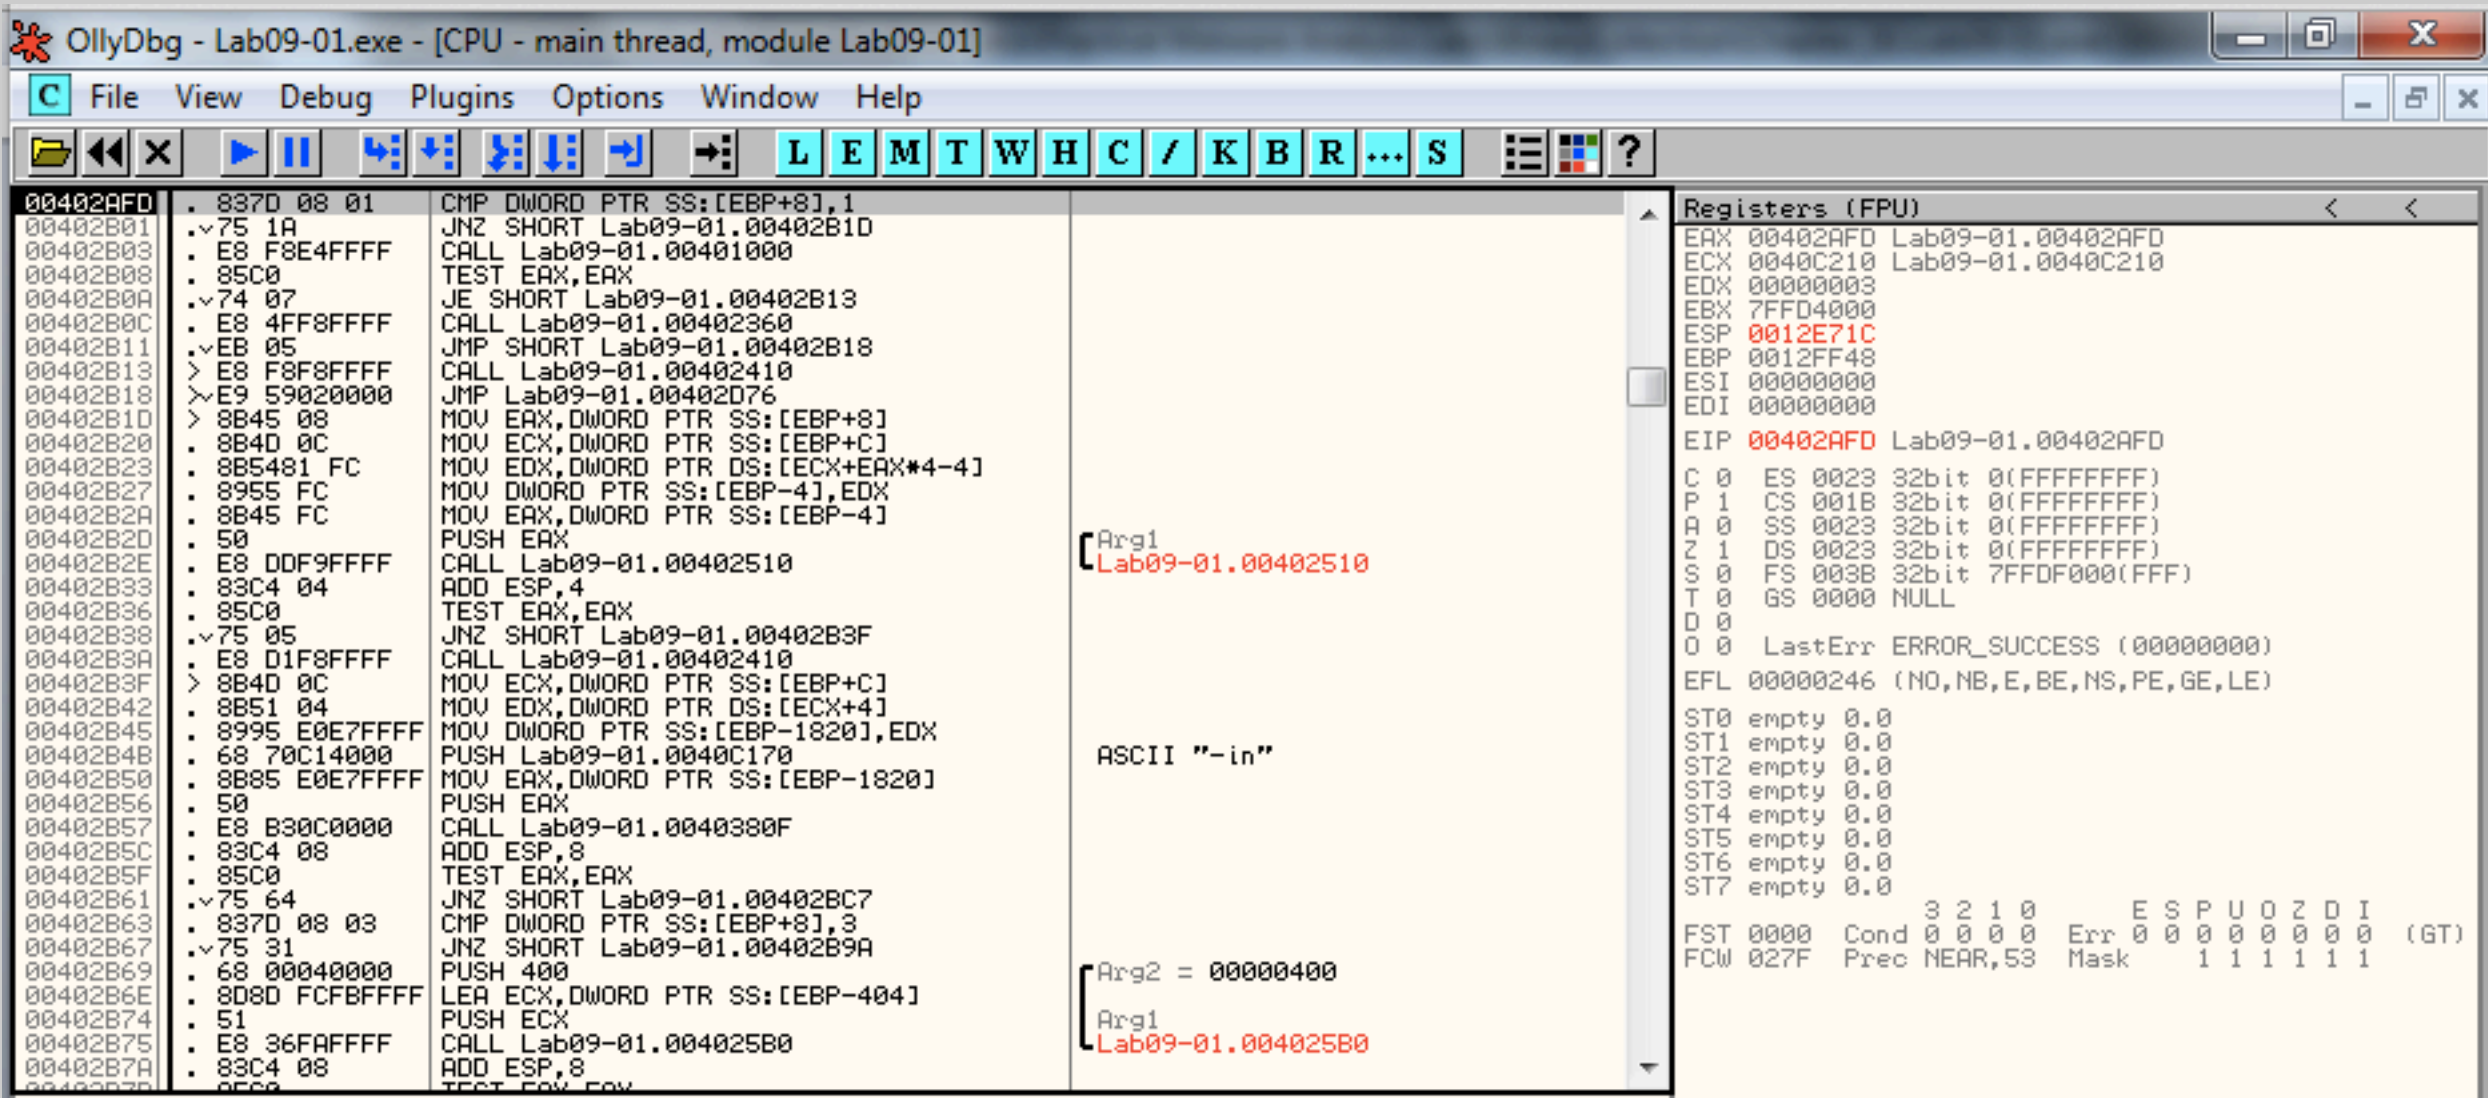 OllyDbg - Lab09-01.exe - [CPU - main thread, module Lab09-01]
C File View Debug Plugins Options Window Help
L E M T W H C / K B R ... S ?
00402AFD . 837D 08 01 CMP DWORD PTR SS:[EBP+8],1
00402B01 .v75 1A JNZ SHORT Lab09-01.00402B1D
00402B03 . E8 F8E4FFFF CALL Lab09-01.00401000
00402B08 . 85C0 TEST EAX,EAX
00402B0A .v74 07 JE SHORT Lab09-01.00402B13
00402B0C . E8 4FF8FFFF CALL Lab09-01.00402360
00402B11 .vEB 05 JMP SHORT Lab09-01.00402B18
00402B13 > E8 F8F8FFFF CALL Lab09-01.00402410
00402B18 >vE9 59020000 JMP Lab09-01.00402D76
00402B1D > 8B45 08 MOV EAX,DWORD PTR SS:[EBP+8]
00402B20 . 8B4D 0C MOV ECX,DWORD PTR SS:[EBP+C]
00402B23 . 8B5481 FC MOV EDX,DWORD PTR DS:[ECX+EAX*4-4]
00402B27 . 8955 FC MOV DWORD PTR SS:[EBP-4],EDX
00402B2A . 8B45 FC MOV EAX,DWORD PTR SS:[EBP-4]
00402B2D . 50 PUSH EAX Arg1
00402B2E . E8 DDF9FFFF CALL Lab09-01.00402510 Lab09-01.00402510
00402B33 . 83C4 04 ADD ESP,4
00402B36 . 85C0 TEST EAX,EAX
00402B38 .v75 05 JNZ SHORT Lab09-01.00402B3F
00402B3A . E8 D1F8FFFF CALL Lab09-01.00402410
00402B3F > 8B4D 0C MOV ECX,DWORD PTR SS:[EBP+C]
00402B42 . 8B51 04 MOV EDX,DWORD PTR DS:[ECX+4]
00402B45 . 8995 E0E7FFFF MOV DWORD PTR SS:[EBP-1820],EDX
00402B4B . 68 70C14000 PUSH Lab09-01.0040C170 ASCII "-in"
00402B50 . 8B85 E0E7FFFF MOV EAX,DWORD PTR SS:[EBP-1820]
00402B56 . 50 PUSH EAX
00402B57 . E8 B30C0000 CALL Lab09-01.0040380F
00402B5C . 83C4 08 ADD ESP,8
00402B5F . 85C0 TEST EAX,EAX
00402B61 .v75 64 JNZ SHORT Lab09-01.00402BC7
00402B63 . 837D 08 03 CMP DWORD PTR SS:[EBP+8],3
00402B67 .v75 31 JNZ SHORT Lab09-01.00402B9A
00402B69 . 68 00040000 PUSH 400 Arg2 = 00000400
00402B6E . 8D8D FCFBFFFF LEA ECX,DWORD PTR SS:[EBP-404]
00402B74 . 51 PUSH ECX Arg1
00402B75 . E8 36FAFFFF CALL Lab09-01.004025B0 Lab09-01.004025B0
00402B7A . 83C4 08 ADD ESP,8
Registers (FPU) < <
EAX 00402AFD Lab09-01.00402AFD
ECX 0040C210 Lab09-01.0040C210
EDX 00000003
EBX 7FFD4000
ESP 0012E71C
EBP 0012FF48
ESI 00000000
EDI 00000000
EIP 00402AFD Lab09-01.00402AFD
C 0 ES 0023 32bit 0(FFFFFFFF)
P 1 CS 001B 32bit 0(FFFFFFFF)
A 0 SS 0023 32bit 0(FFFFFFFF)
Z 1 DS 0023 32bit 0(FFFFFFFF)
S 0 FS 003B 32bit 7FFDF000(FFF)
T 0 GS 0000 NULL
D 0
O 0 LastErr ERROR_SUCCESS (00000000)
EFL 00000246 (NO,NB,E,BE,NS,PE,GE,LE)
ST0 empty 0.0
ST1 empty 0.0
ST2 empty 0.0
ST3 empty 0.0
ST4 empty 0.0
ST5 empty 0.0
ST6 empty 0.0
ST7 empty 0.0
3 2 1 0 E S P U O Z D I
FST 0000 Cond 0 0 0 0 Err 0 0 0 0 0 0 0 0 (GT)
FCW 027F Prec NEAR,53 Mask 1 1 1 1 1 1